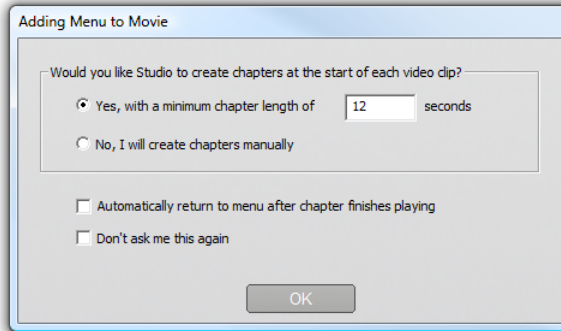 Adding Menu to Movie
Would you like Studio to create chapters at the start of each video clip?
Yes, with a minimum chapter length of 12 seconds
No, I will create chapters manually
Automatically return to menu after chapter finishes playing
Don't ask me this again
OK